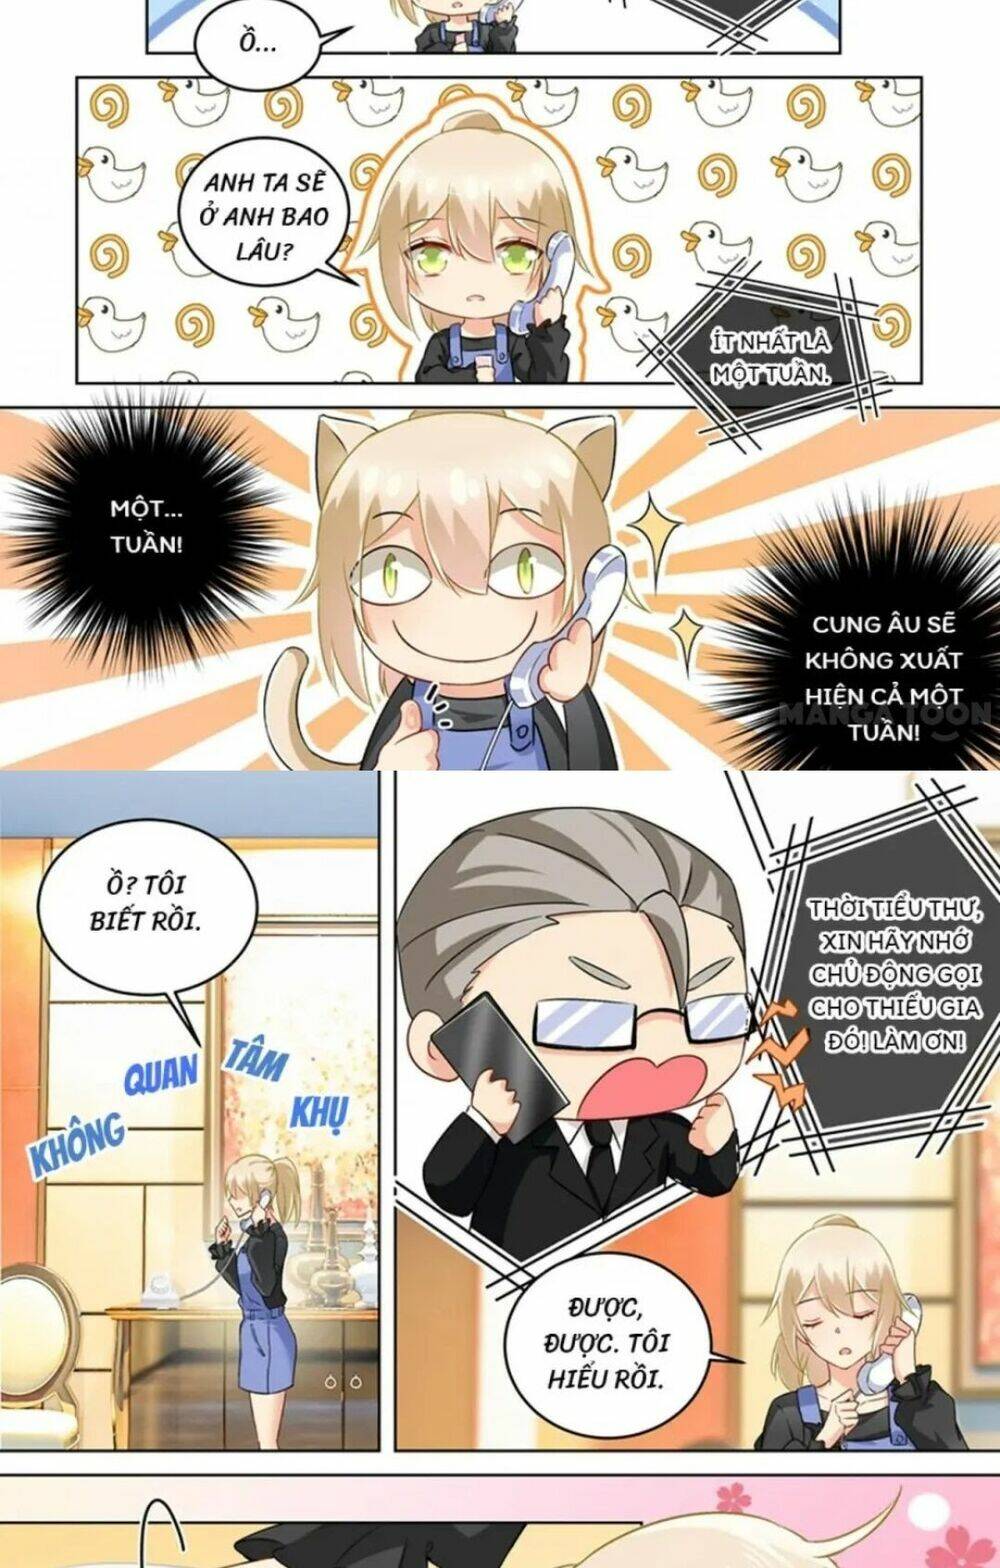 Ồ...
ANH TA SẼ
Ở ANH BAO
LÂU?
ÍT NHẤT LÀ
MỘT TUẦN.
MỘT...
TUẦN!
CUNG ÂU SẼ
KHÔNG XUẤT
HIỆN CẢ MỘT
TUẦN!
MANGATOON
Ồ? TÔI
BIẾT RỒI.
KHÔNG QUAN TÂM KHỤ
THỜI TIỂU THƯ,
XIN HÃY NHỚ
CHỦ ĐỘNG GỌI
CHO THIẾU GIA
ĐÓ! LÀM ƠN!
ĐƯỢC,
ĐƯỢC. TÔI
HIỂU RỒI.